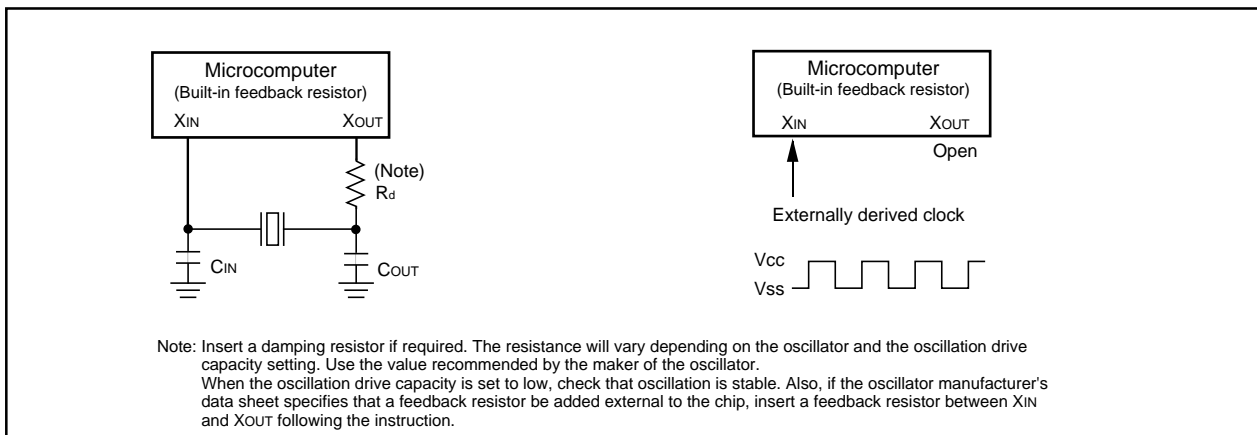 Microcomputer
(Built-in feedback resistor)
XIN XOUT
(Note)
Rd
CIN
COUT
Microcomputer
(Built-in feedback resistor)
XIN XOUT
Open
Externally derived clock
Vcc
Vss
Note: Insert a damping resistor if required. The resistance will vary depending on the oscillator and the oscillation drive
capacity setting. Use the value recommended by the maker of the oscillator.
When the oscillation drive capacity is set to low, check that oscillation is stable. Also, if the oscillator manufacturer's
data sheet specifies that a feedback resistor be added external to the chip, insert a feedback resistor between XIN
and XOUT following the instruction.